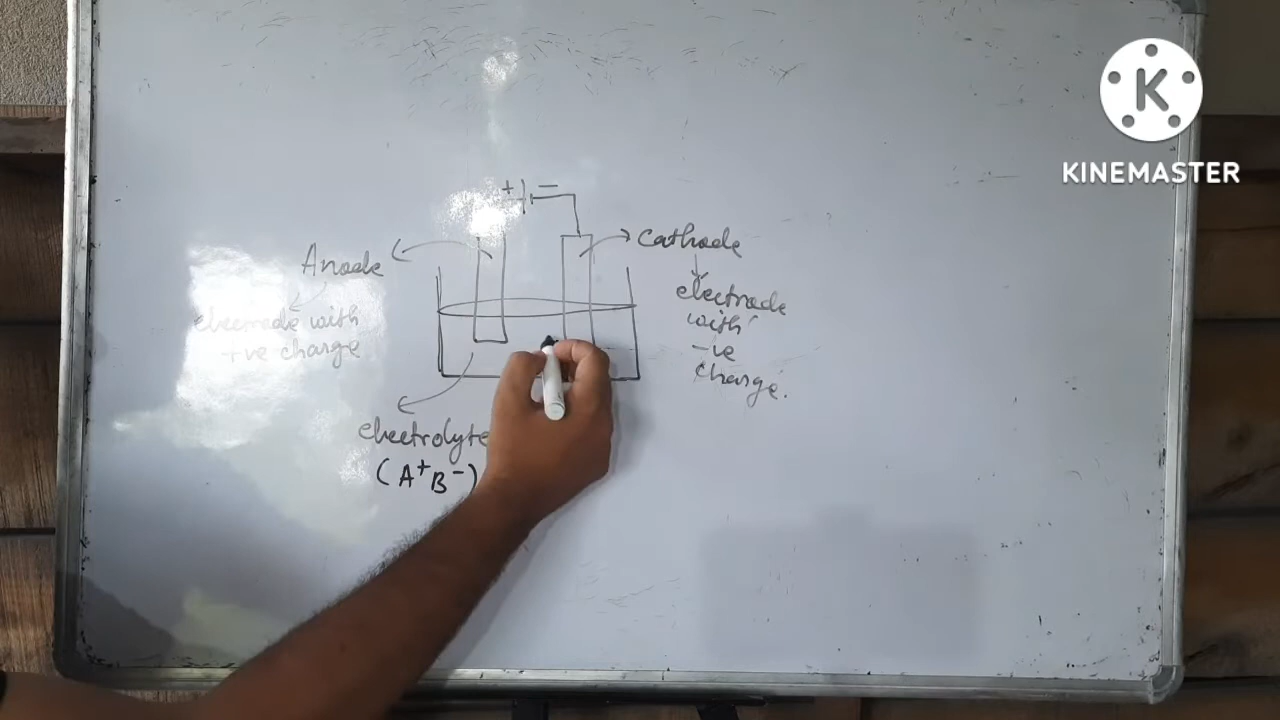 K
KINEMASTER
+ −
Anode
electrode with
+ve charge
Cathode
electrode
with
-ve
charge.
electrolyte
(A⁺B⁻)